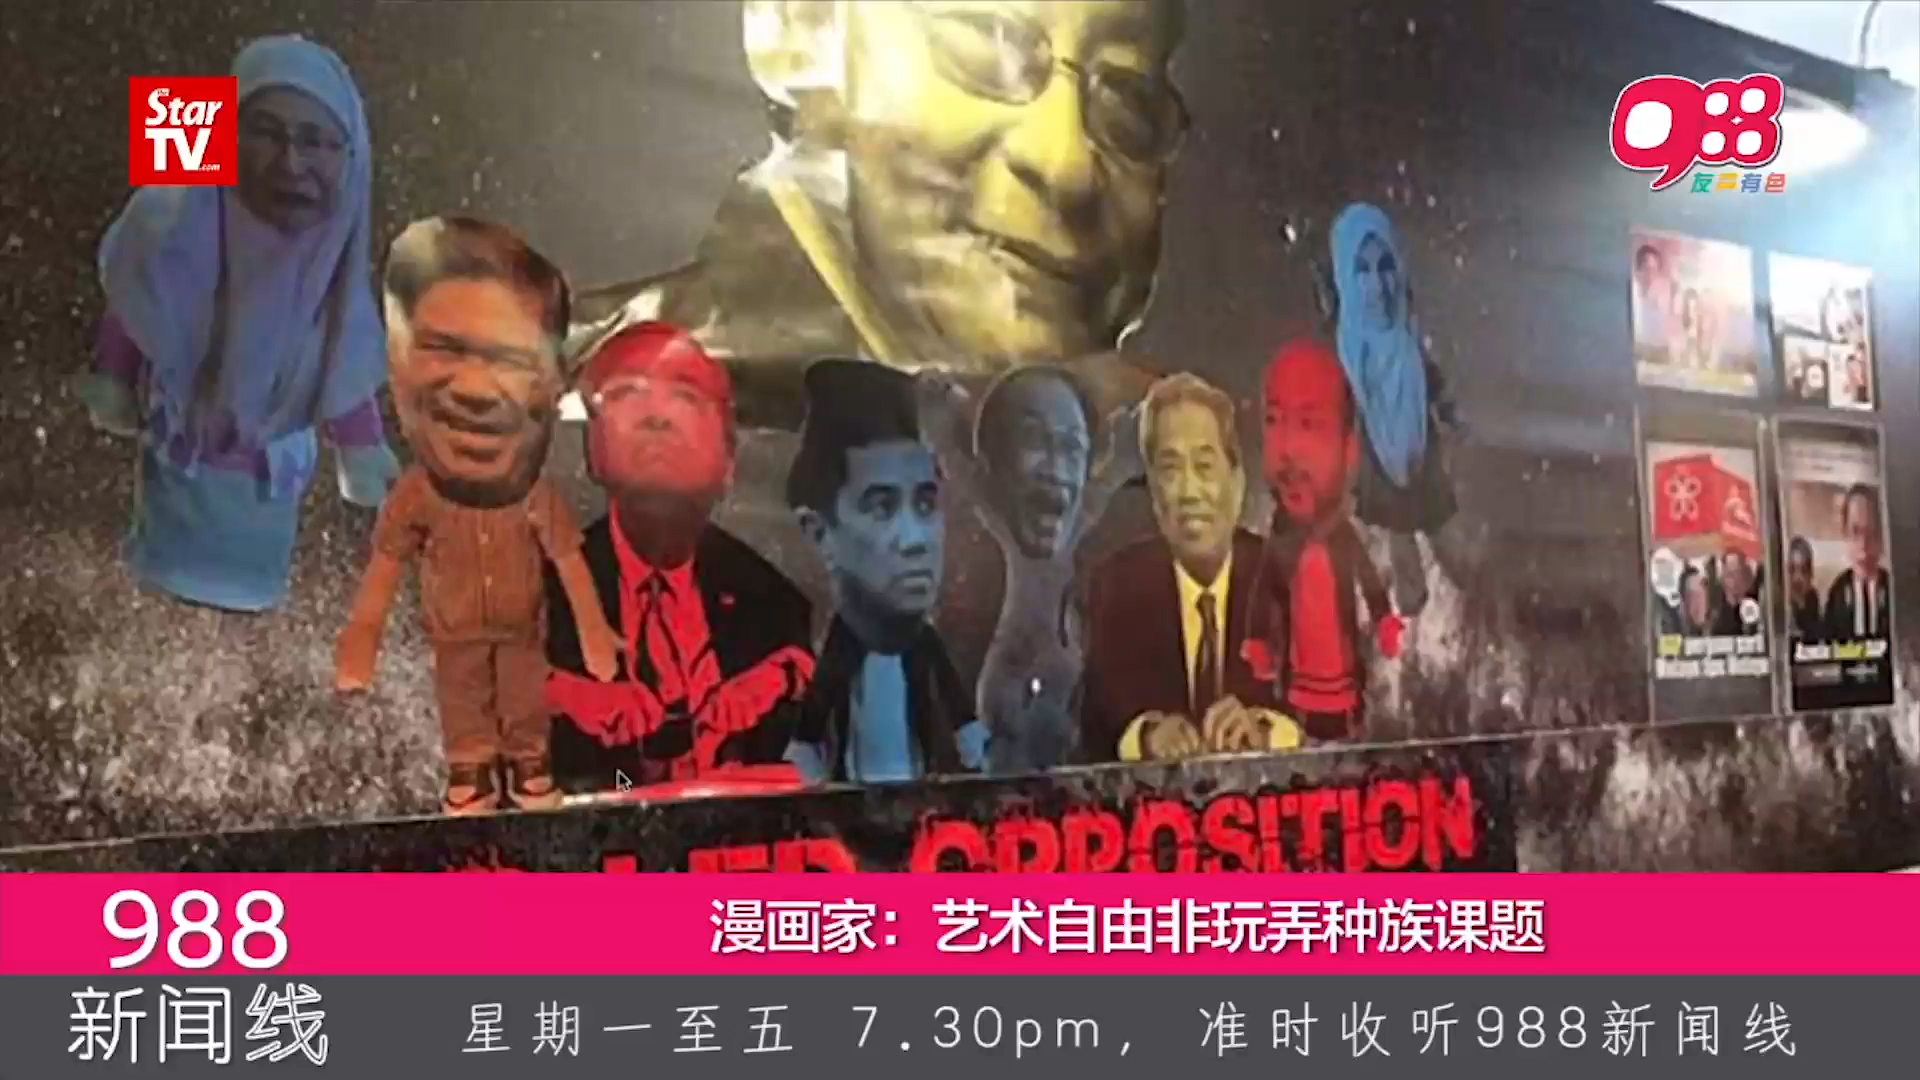 The Star
TV.com
988
友声有色
OPPOSITION
988
漫画家：艺术自由非玩弄种族课题
新闻线
星期一至五 7.30pm, 准时收听988新闻线